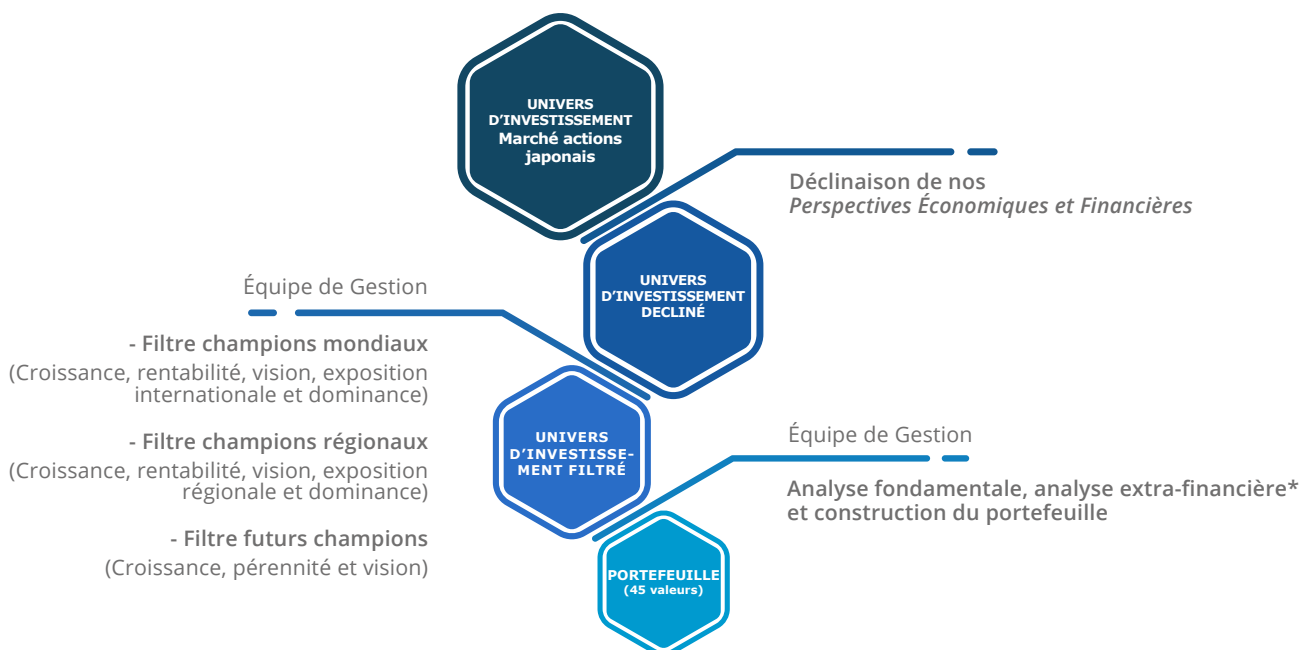 UNIVERS
D'INVESTISSEMENT
Marché actions
japonais
Déclinaison de nos
Perspectives Économiques et Financières
UNIVERS
D'INVESTISSEMENT
DECLINÉ
Équipe de Gestion
- Filtre champions mondiaux
(Croissance, rentabilité, vision, exposition
internationale et dominance)
- Filtre champions régionaux
(Croissance, rentabilité, vision, exposition
régionale et dominance)
- Filtre futurs champions
(Croissance, pérennité et vision)
UNIVERS
D'INVESTISSE-
MENT FILTRÉ
Équipe de Gestion
Analyse fondamentale, analyse extra-financière*
et construction du portefeuille
PORTEFEUILLE
(45 valeurs)